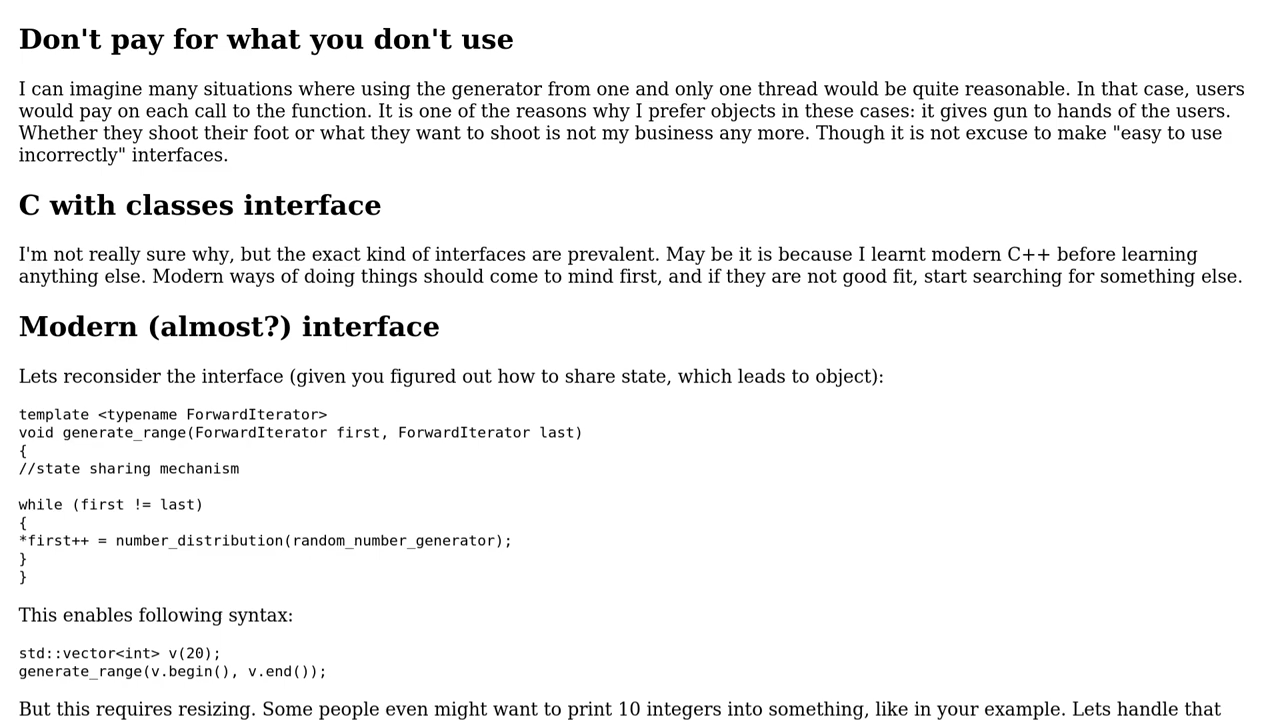 Don't pay for what you don't use
I can imagine many situations where using the generator from one and only one thread would be quite reasonable. In that case, users
would pay on each call to the function. It is one of the reasons why I prefer objects in these cases: it gives gun to hands of the users.
Whether they shoot their foot or what they want to shoot is not my business any more. Though it is not excuse to make "easy to use
incorrectly" interfaces.
C with classes interface
I'm not really sure why, but the exact kind of interfaces are prevalent. May be it is because I learnt modern C++ before learning
anything else. Modern ways of doing things should come to mind first, and if they are not good fit, start searching for something else.
Modern (almost?) interface
Lets reconsider the interface (given you figured out how to share state, which leads to object):
template <typename ForwardIterator>
void generate_range(ForwardIterator first, ForwardIterator last)
{
//state sharing mechanism
while (first != last)
{
*first++ = number_distribution(random_number_generator);
}
}
This enables following syntax:
std::vector<int> v(20);
generate_range(v.begin(), v.end());
But this requires resizing. Some people even might want to print 10 integers into something, like in your example. Lets handle that